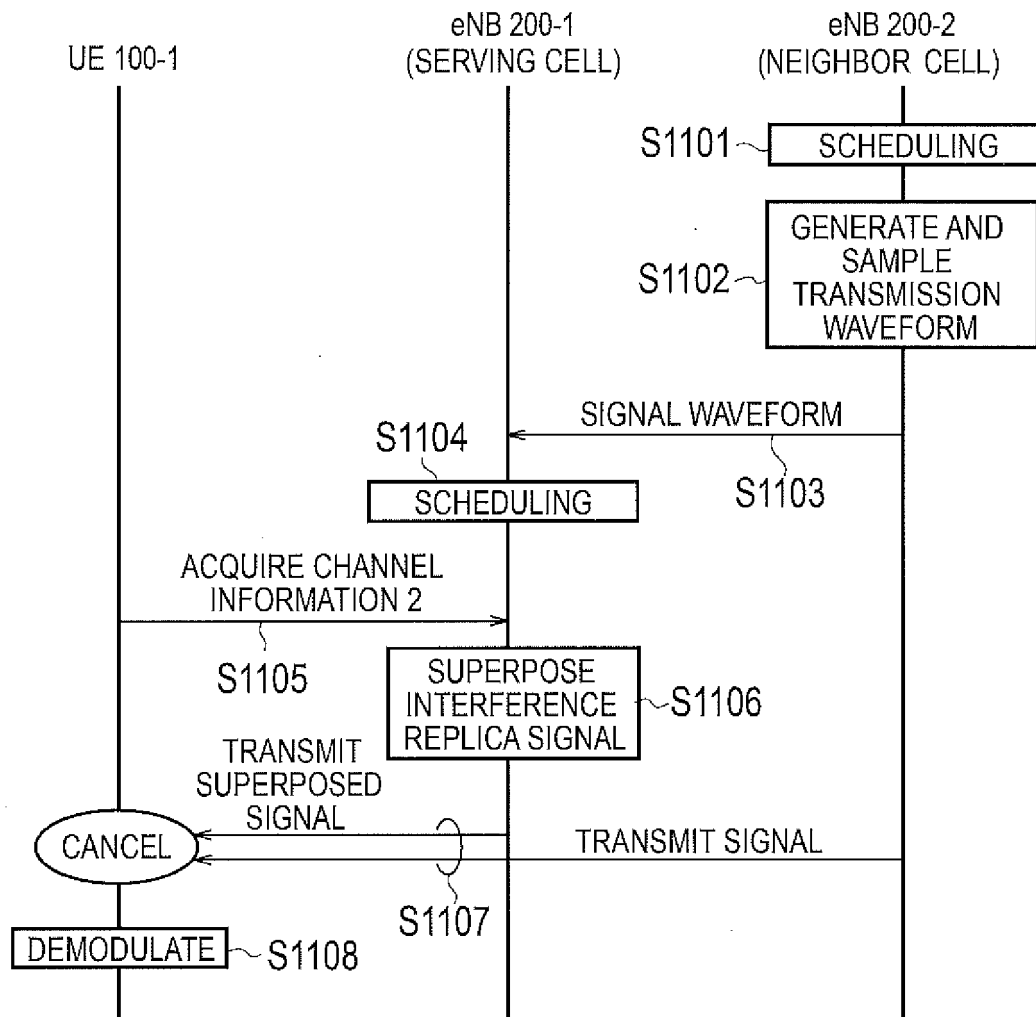 UE 100-1
eNB 200-1
(SERVING CELL)
eNB 200-2
(NEIGHBOR CELL)
S1101
SCHEDULING
S1102
GENERATE AND
SAMPLE
TRANSMISSION
WAVEFORM
SIGNAL WAVEFORM
S1103
S1104
SCHEDULING
ACQUIRE CHANNEL
INFORMATION 2
S1105
SUPERPOSE
INTERFERENCE
REPLICA SIGNAL
S1106
TRANSMIT
SUPERPOSED
SIGNAL
CANCEL
TRANSMIT SIGNAL
S1107
DEMODULATE
S1108